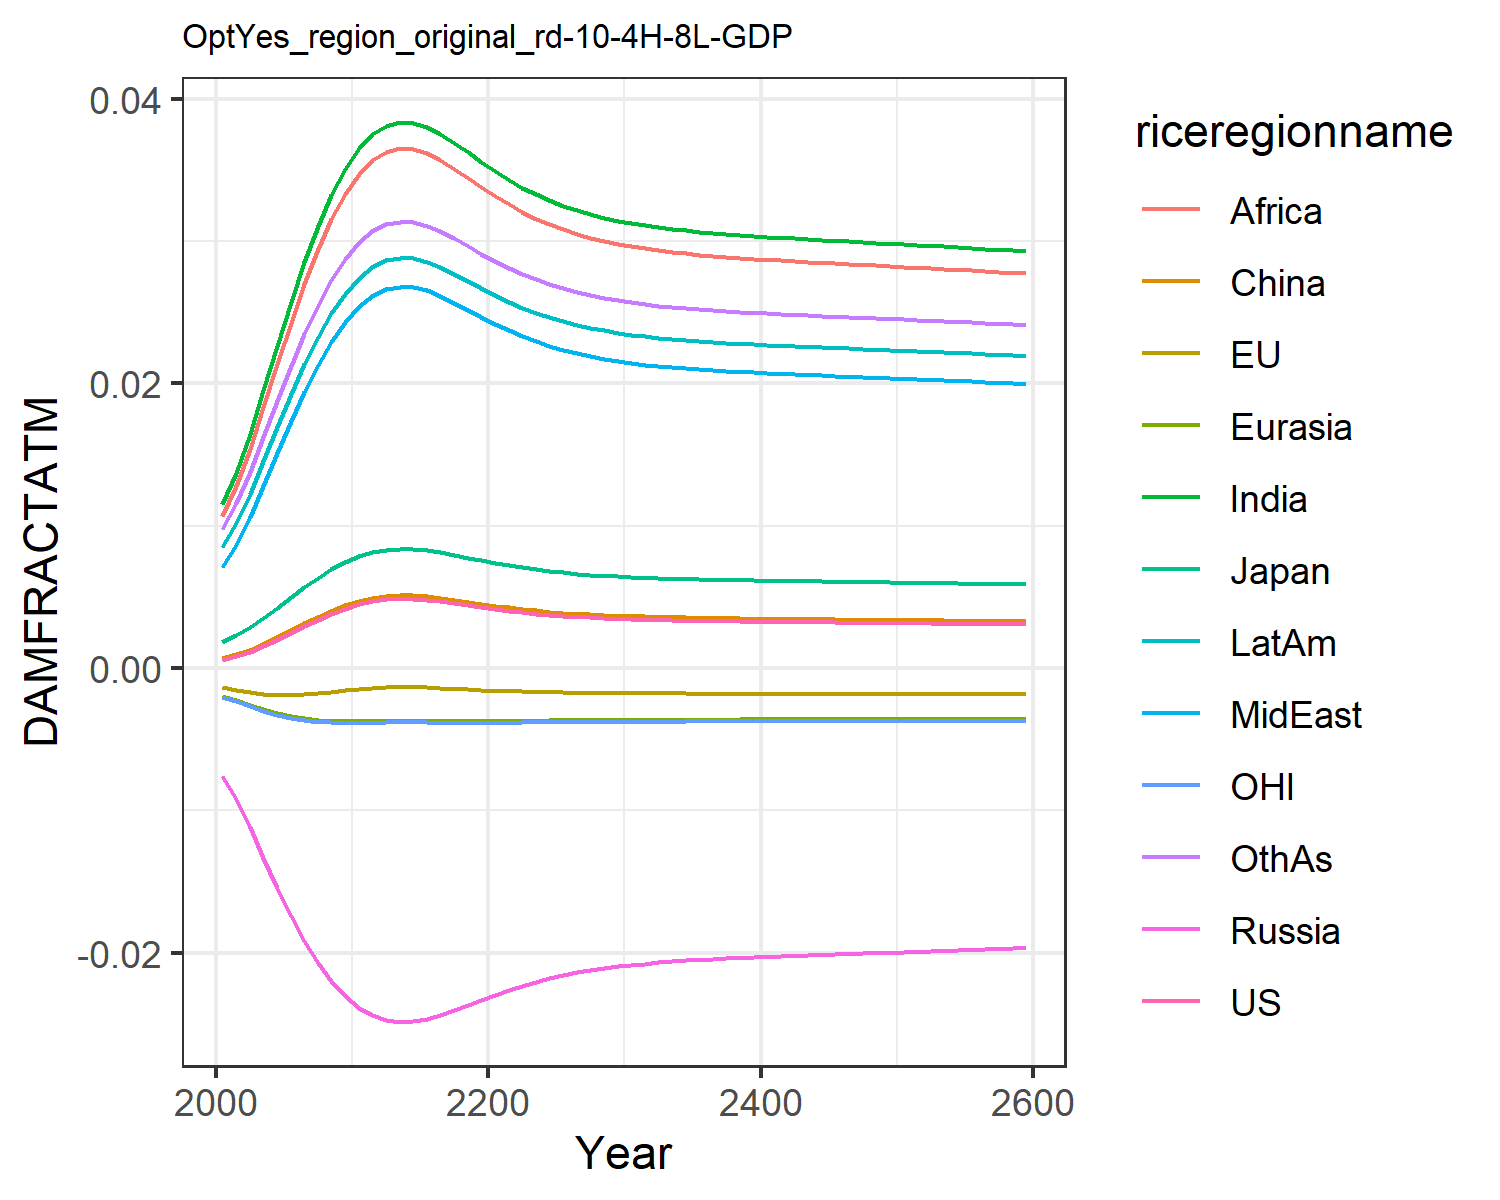 OptYes_region_original_rd-10-4H-8L-GDP
0.04
0.02
0.00
-0.02
DAMFRACTATM
2000
2200
2400
2600
Year
riceregionname
Africa
China
EU
Eurasia
India
Japan
LatAm
MidEast
OHI
OthAs
Russia
US